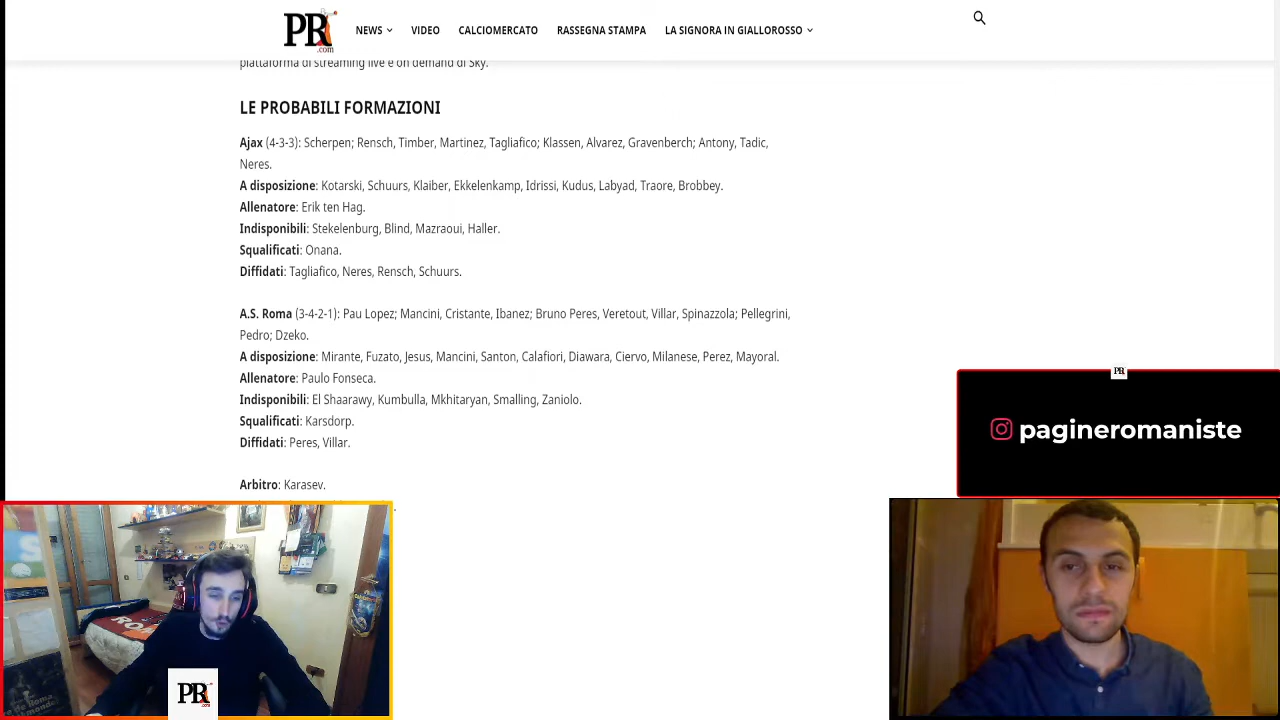 PR
.com
NEWS
VIDEO
CALCIOMERCATO
RASSEGNA STAMPA
LA SIGNORA IN GIALLOROSSO
piattaforma di streaming live e on demand di Sky.
LE PROBABILI FORMAZIONI
Ajax (4-3-3): Scherpen; Rensch, Timber, Martinez, Tagliafico; Klassen, Alvarez, Gravenberch; Antony, Tadic,
Neres.
A disposizione: Kotarski, Schuurs, Klaiber, Ekkelenkamp, Idrissi, Kudus, Labyad, Traore, Brobbey.
Allenatore: Erik ten Hag.
Indisponibili: Stekelenburg, Blind, Mazraoui, Haller.
Squalificati: Onana.
Diffidati: Tagliafico, Neres, Rensch, Schuurs.
A.S. Roma (3-4-2-1): Pau Lopez; Mancini, Cristante, Ibanez; Bruno Peres, Veretout, Villar, Spinazzola; Pellegrini,
Pedro; Dzeko.
A disposizione: Mirante, Fuzato, Jesus, Mancini, Santon, Calafiori, Diawara, Ciervo, Milanese, Perez, Mayoral.
Allenatore: Paulo Fonseca.
Indisponibili: El Shaarawy, Kumbulla, Mkhitaryan, Smalling, Zaniolo.
Squalificati: Karsdorp.
Diffidati: Peres, Villar.
Arbitro: Karasev.
PR
pagineromaniste
ROMA
PR
.com